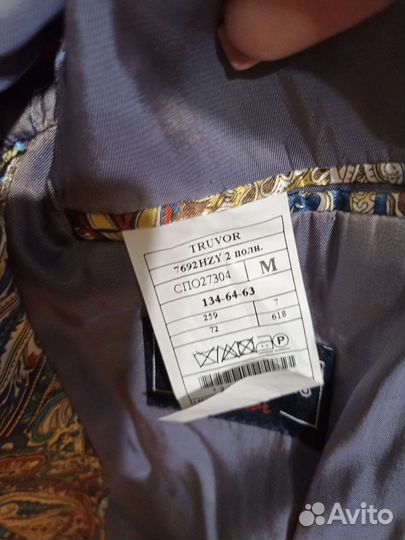 TRUVOR
7692HZY 2 полн.
СПО27304 M
134-64-63
259 7
72 618
P
Avito